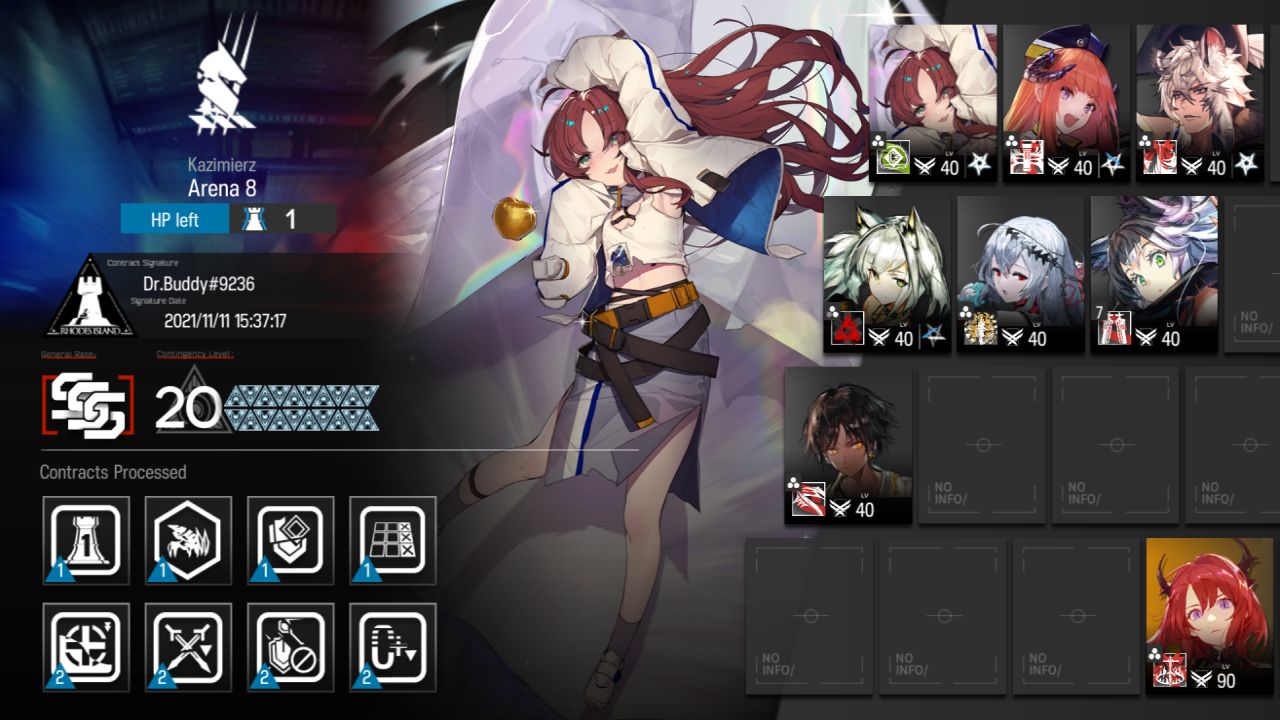 Kazimierz
Arena 8
HP left 1
Contract Signature
Dr.Buddy#9236
Signature Date
2021/11/11 15:37:17
RHODES ISLAND
General Rate:
Contingency Level :
20
Contracts Processed
1
1 1 1 1
2 2 2 2
LV
40
LV
40
LV
40
LV
40
LV
40
7
LV
40
NO
INFO/
LV
40
NO
INFO/
NO
INFO/
NO
INFO/
NO
INFO/
NO
INFO/
NO
INFO/
LV
90